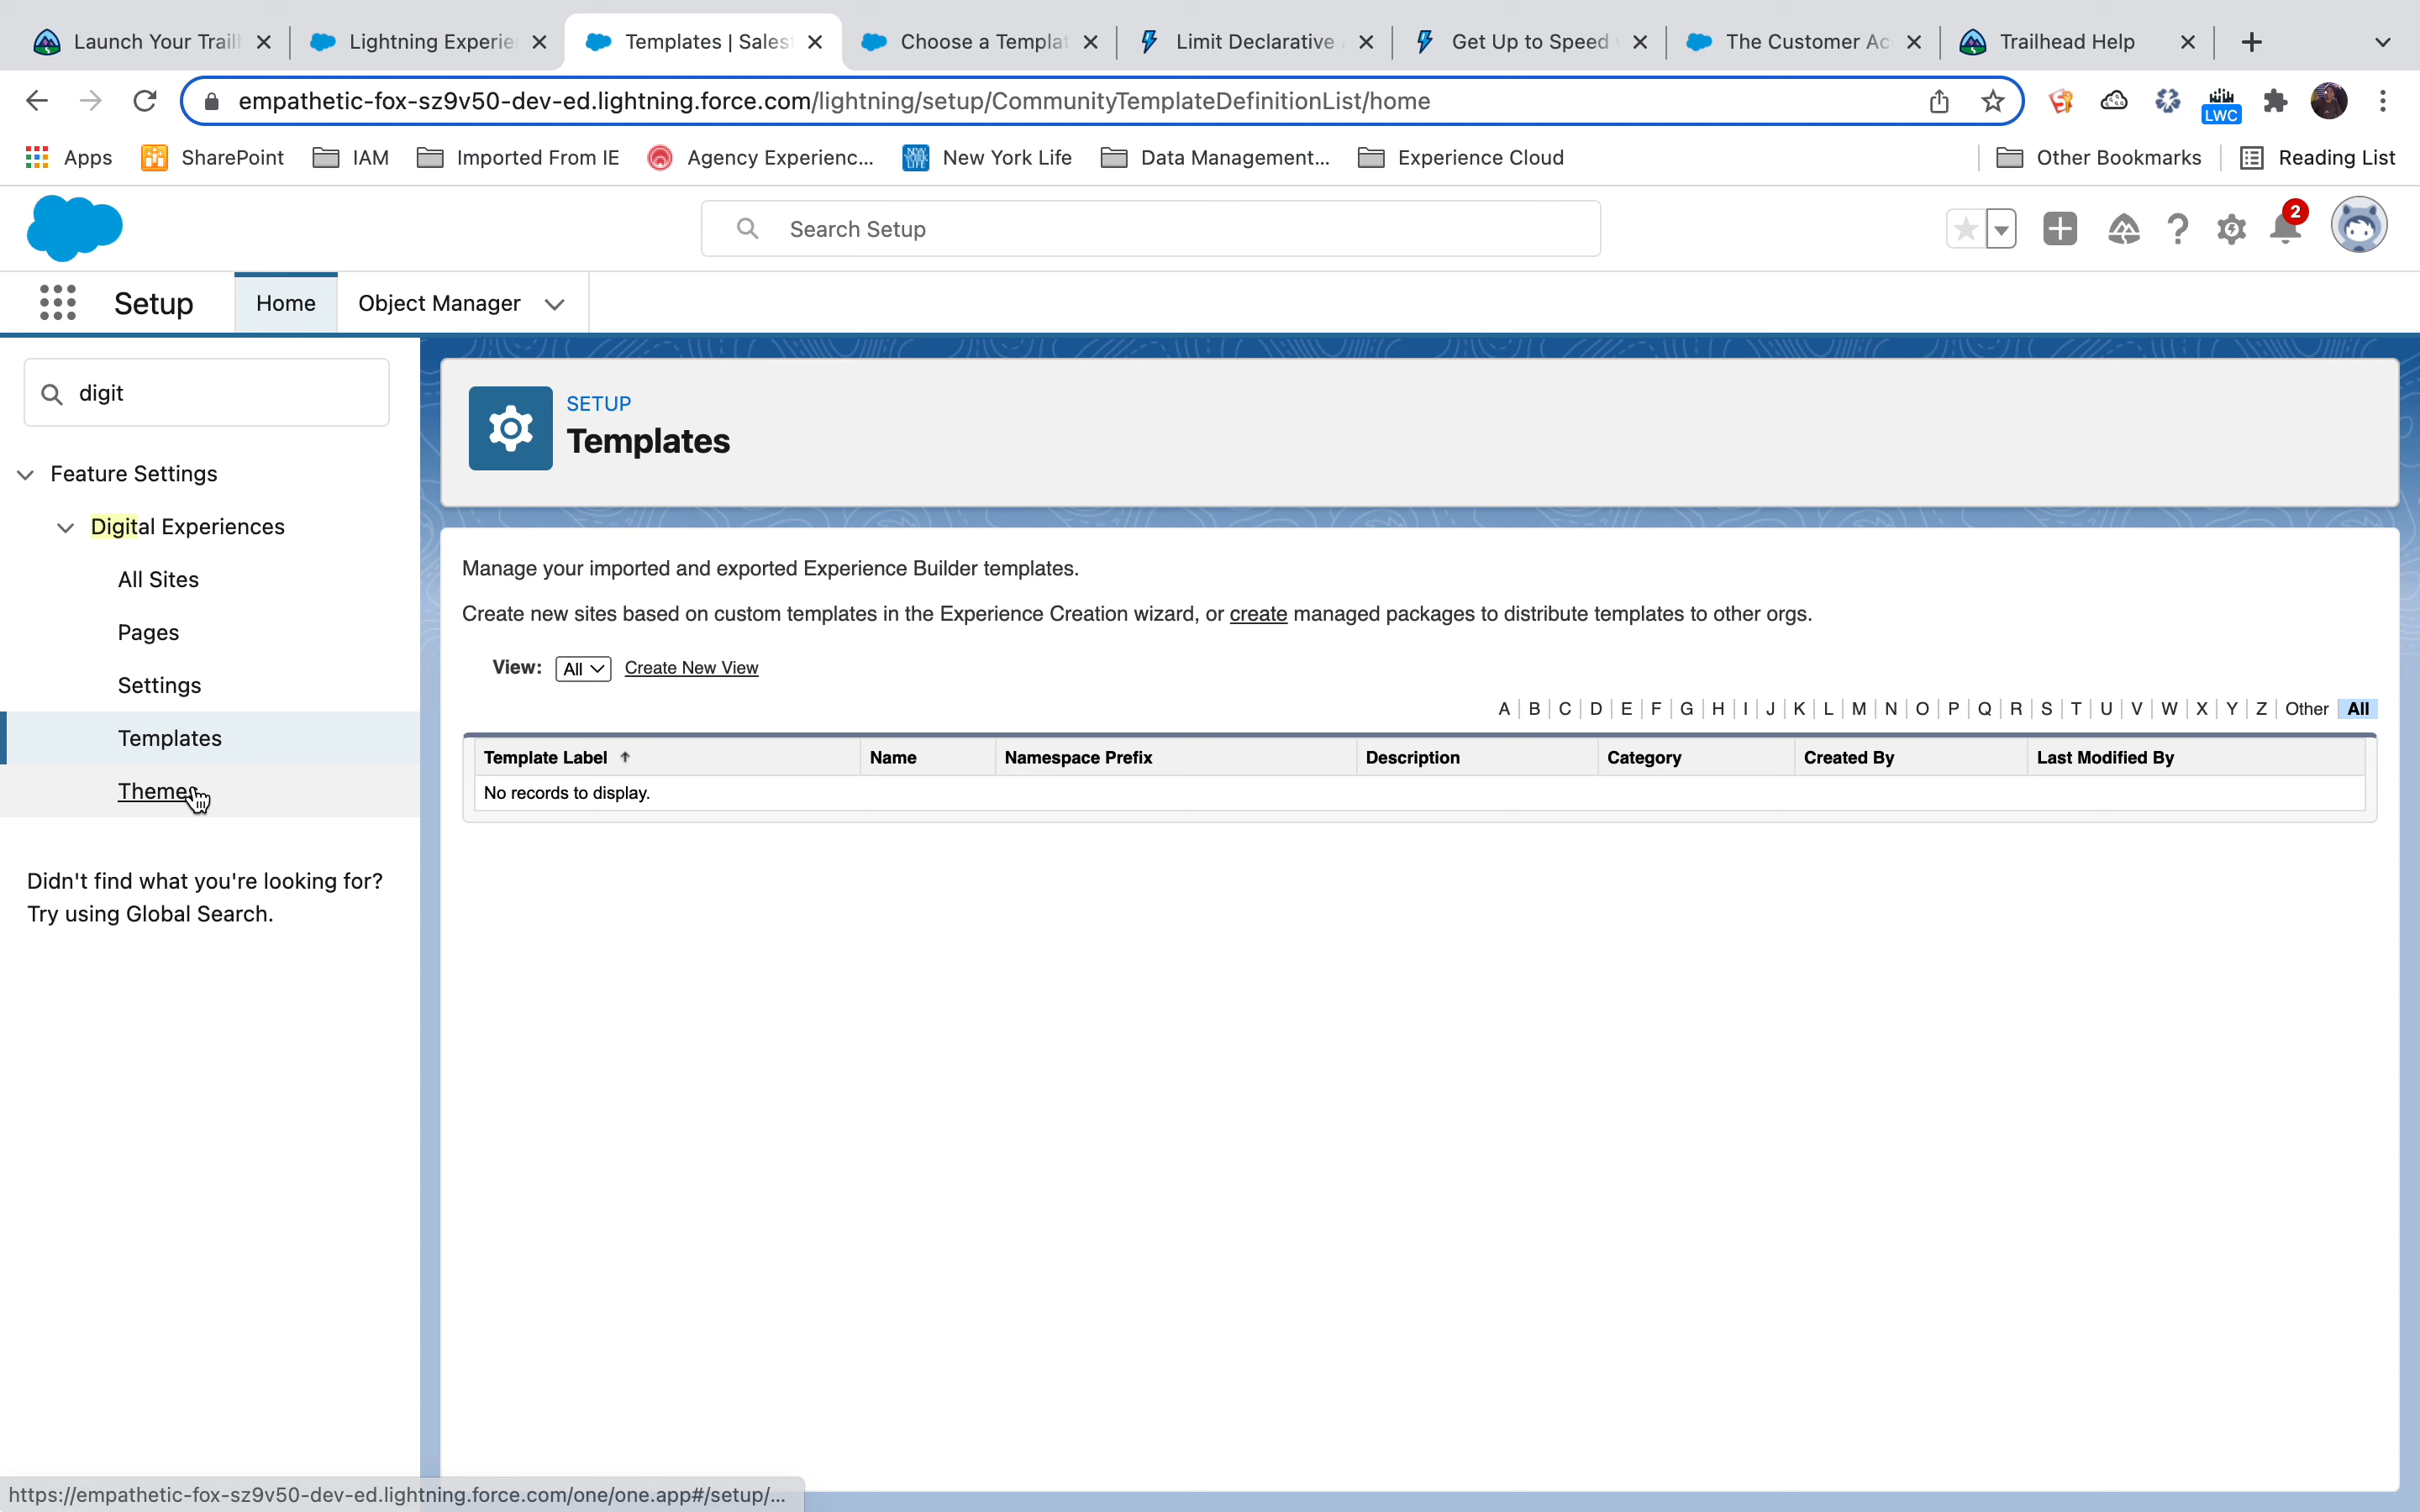 Launch Your Trailh
Lightning Experie
Templates | Sales
Choose a Templat
Limit Declarative
Get Up to Speed
The Customer Ac
Trailhead Help
empathetic-fox-sz9v50-dev-ed.lightning.force.com/lightning/setup/CommunityTemplateDefinitionList/home
LWC
Apps
SharePoint
IAM
Imported From IE
Agency Experienc...
NEW YORK LIFE
New York Life
Data Management...
Experience Cloud
Other Bookmarks
Reading List
Search Setup
2
Setup
Home
Object Manager
digit
Feature Settings
Digital Experiences
All Sites
Pages
Settings
Templates
Themes
Didn't find what you're looking for?
Try using Global Search.
SETUP
Templates
Manage your imported and exported Experience Builder templates.
Create new sites based on custom templates in the Experience Creation wizard, or create managed packages to distribute templates to other orgs.
View: All Create New View
A | B | C | D | E | F | G | H | I | J | K | L | M | N | O | P | Q | R | S | T | U | V | W | X | Y | Z | Other All
Template Label Name Namespace Prefix Description Category Created By Last Modified By
No records to display.
https://empathetic-fox-sz9v50-dev-ed.lightning.force.com/one/one.app#/setup/...